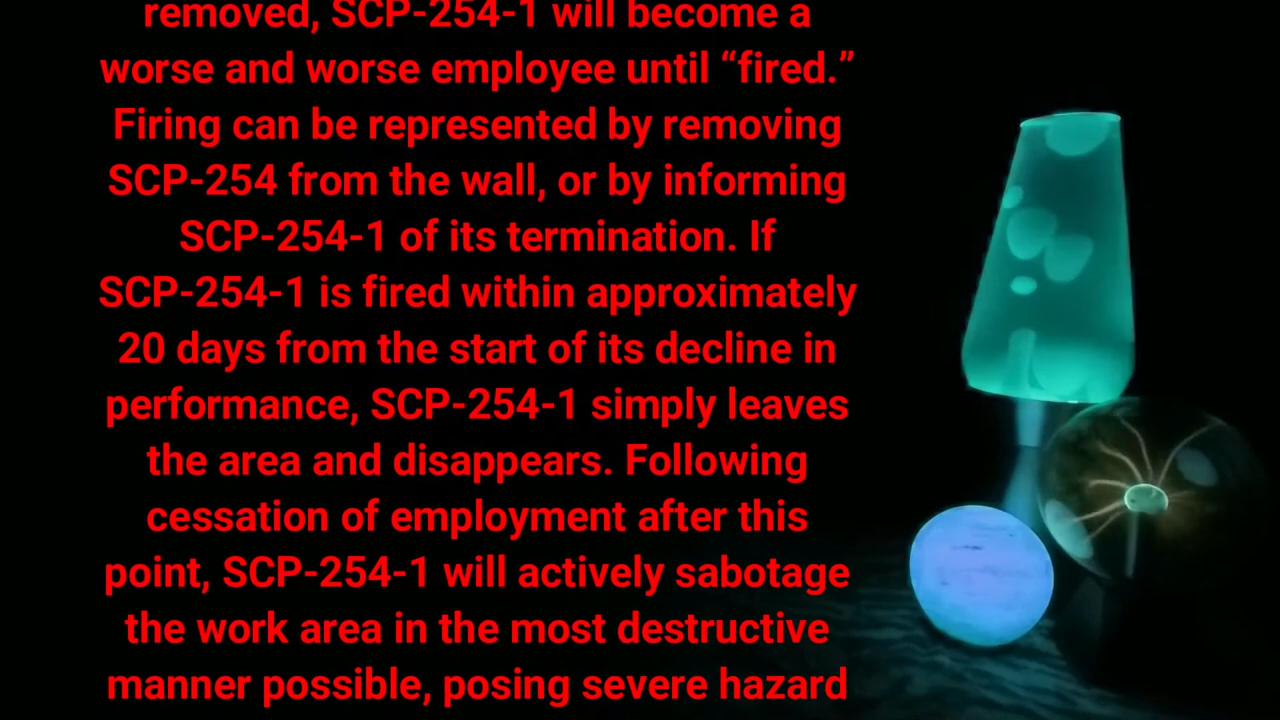 removed, SCP-254-1 will become a
worse and worse employee until “fired.”
Firing can be represented by removing
SCP-254 from the wall, or by informing
SCP-254-1 of its termination. If
SCP-254-1 is fired within approximately
20 days from the start of its decline in
performance, SCP-254-1 simply leaves
the area and disappears. Following
cessation of employment after this
point, SCP-254-1 will actively sabotage
the work area in the most destructive
manner possible, posing severe hazard